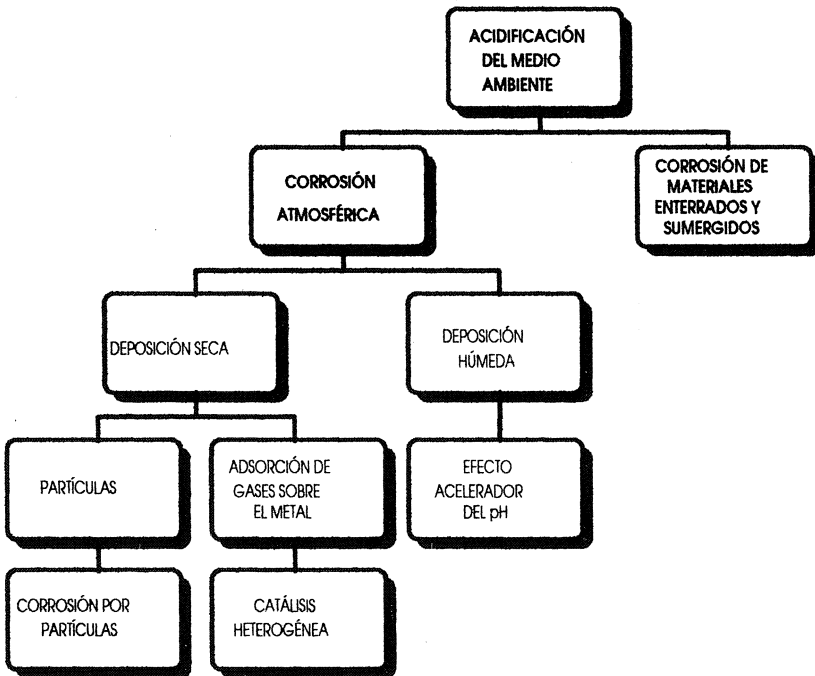 ACIDIFICACIÓN
DEL MEDIO
AMBIENTE
CORROSIÓN
ATMOSFÉRICA
CORROSIÓN DE
MATERIALES
ENTERRADOS Y
SUMERGIDOS
DEPOSICIÓN SECA
DEPOSICIÓN
HÚMEDA
PARTÍCULAS
ADSORCIÓN DE
GASES SOBRE
EL METAL
EFECTO
ACELERADOR
DEL pH
CORROSIÓN POR
PARTÍCULAS
CATÁLISIS
HETEROGÉNEA